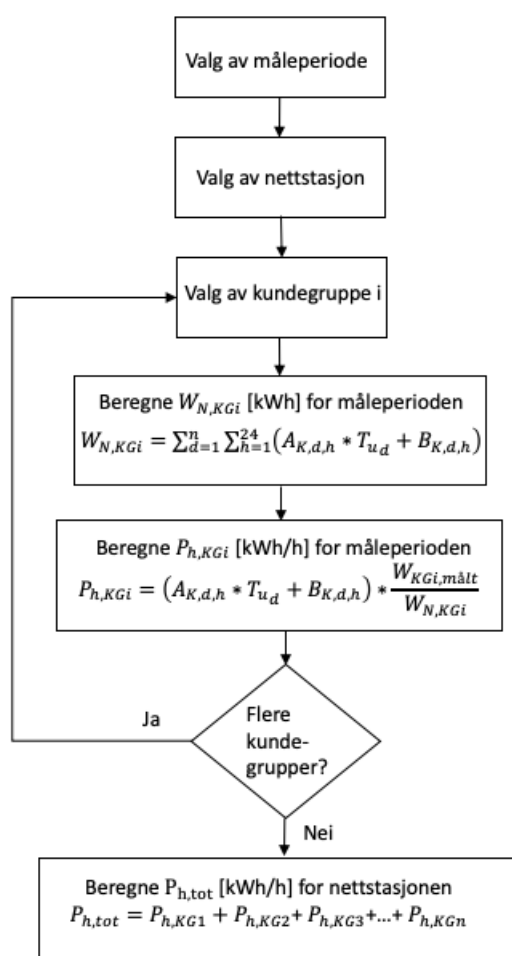 Valg av måleperiode
Valg av nettstasjon
Valg av kundegruppe i
Beregne W_{N,KGi} [kWh] for måleperioden
W_{N,KGi} = ∑_{d=1}^{n} ∑_{h=1}^{24} (A_{K,d,h} * T_{u_d} + B_{K,d,h})
Beregne P_{h,KGi} [kWh/h] for måleperioden
P_{h,KGi} = (A_{K,d,h} * T_{u_d} + B_{K,d,h}) * \frac{W_{KGi,målt}}{W_{N,KGi}}
Ja
Flere
kunde-
grupper?
Nei
Beregne P_{h,tot} [kWh/h] for nettstasjonen
P_{h,tot} = P_{h,KG1} + P_{h,KG2} + P_{h,KG3} +...+ P_{h,KGn}